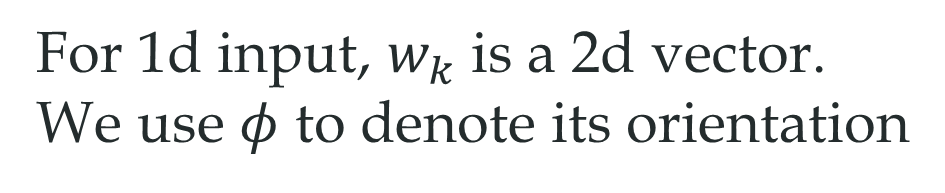 For 1d input, w_k is a 2d vector.
We use ϕ to denote its orientation